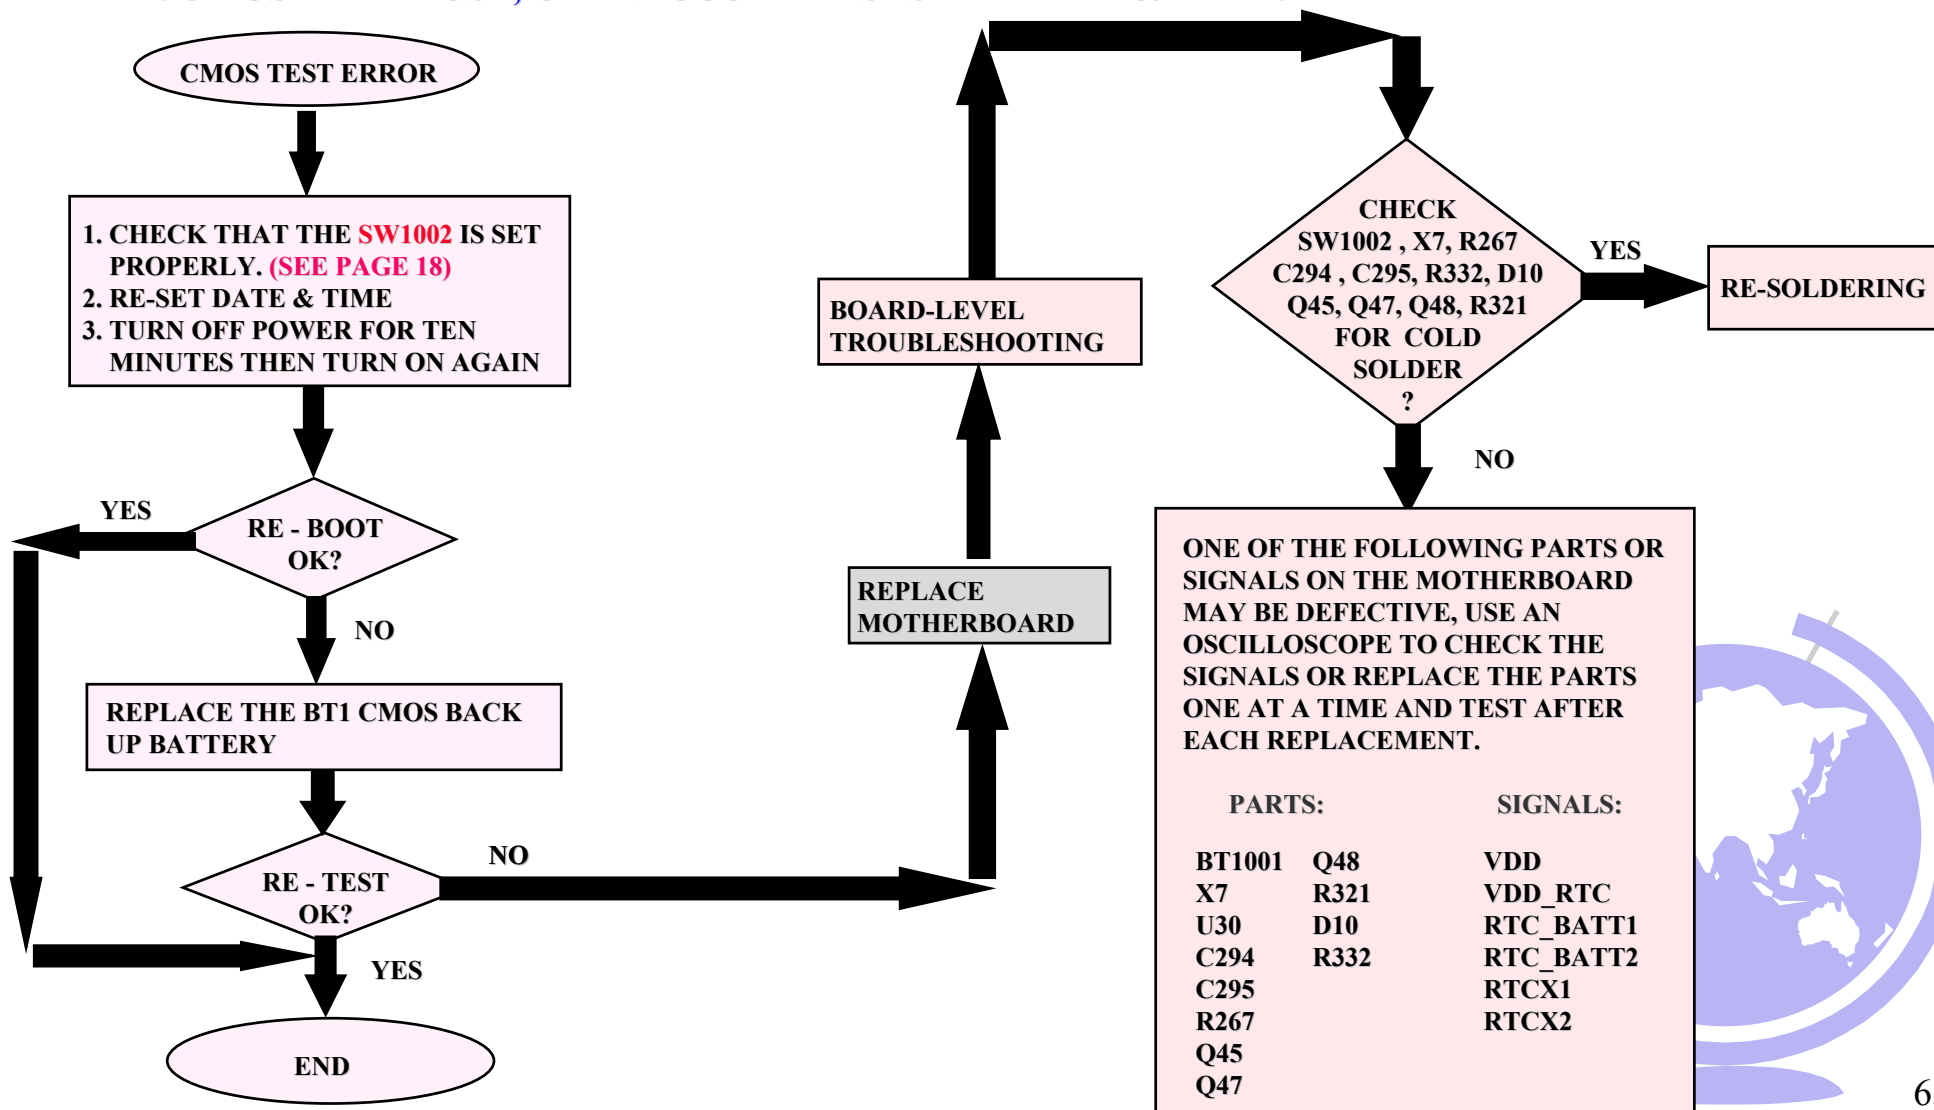 CMOS TEST ERROR
1. CHECK THAT THE SW1002 IS SET
PROPERLY. (SEE PAGE 18)
2. RE-SET DATE & TIME
3. TURN OFF POWER FOR TEN
MINUTES THEN TURN ON AGAIN
YES
RE - BOOT
OK?
NO
REPLACE THE BT1 CMOS BACK
UP BATTERY
RE - TEST
OK?
NO
YES
END
REPLACE
MOTHERBOARD
BOARD-LEVEL
TROUBLESHOOTING
CHECK
SW1002 , X7, R267
C294 , C295, R332, D10
Q45, Q47, Q48, R321
FOR COLD
SOLDER
?
YES
RE-SOLDERING
NO
ONE OF THE FOLLOWING PARTS OR
SIGNALS ON THE MOTHERBOARD
MAY BE DEFECTIVE, USE AN
OSCILLOSCOPE TO CHECK THE
SIGNALS OR REPLACE THE PARTS
ONE AT A TIME AND TEST AFTER
EACH REPLACEMENT.
PARTS: SIGNALS:
BT1001 Q48 VDD
X7 R321 VDD_RTC
U30 D10 RTC_BATT1
C294 R332 RTC_BATT2
C295 RTCX1
R267 RTCX2
Q45
Q47